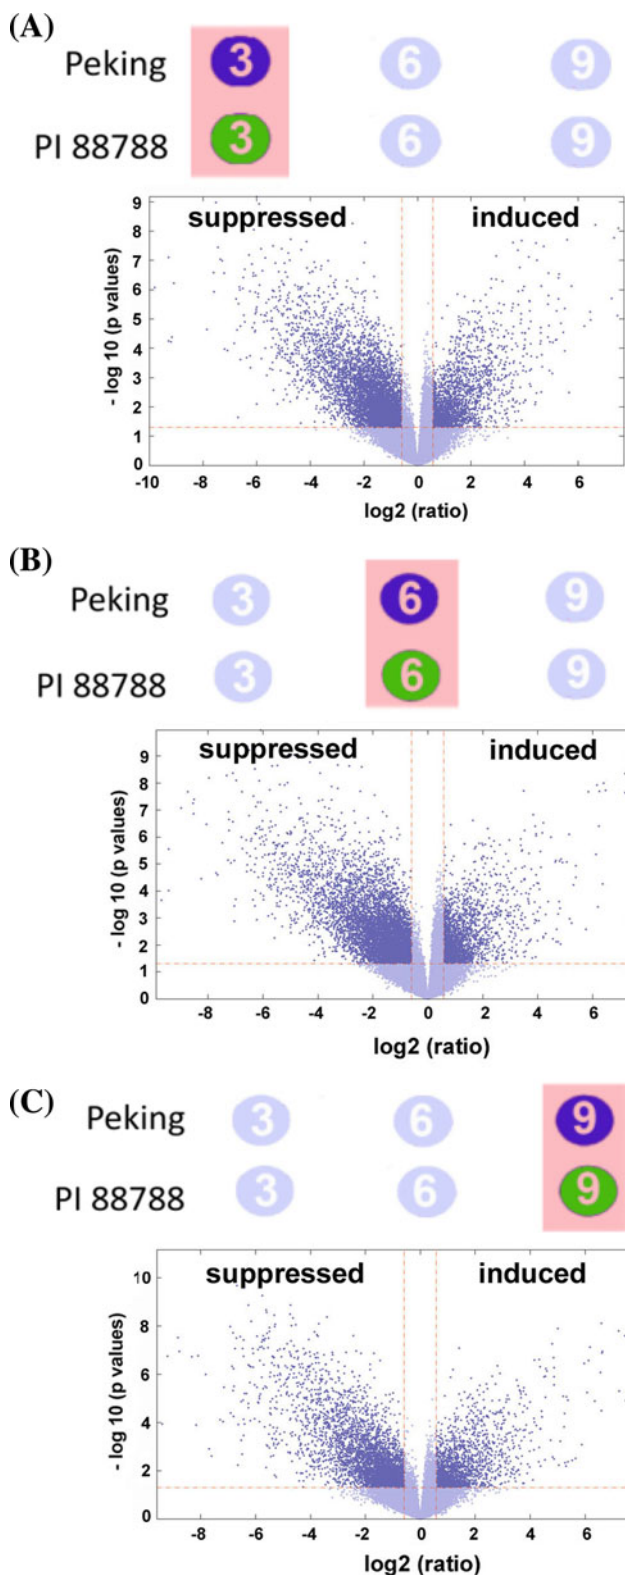 (A)
Peking 3 6 9
PI 88788 3 6 9
suppressed induced
9
8
7
6
5
4
3
2
1
0
- log 10 (p values)
-10 -8 -6 -4 -2 0 2 4 6
log2 (ratio)
(B)
Peking 3 6 9
PI 88788 3 6 9
suppressed induced
9
8
7
6
5
4
3
2
1
0
- log 10 (p values)
-8 -6 -4 -2 0 2 4 6
log2 (ratio)
(C)
Peking 3 6 9
PI 88788 3 6 9
suppressed induced
10
8
6
4
2
0
- log 10 (p values)
-8 -6 -4 -2 0 2 4 6
log2 (ratio)